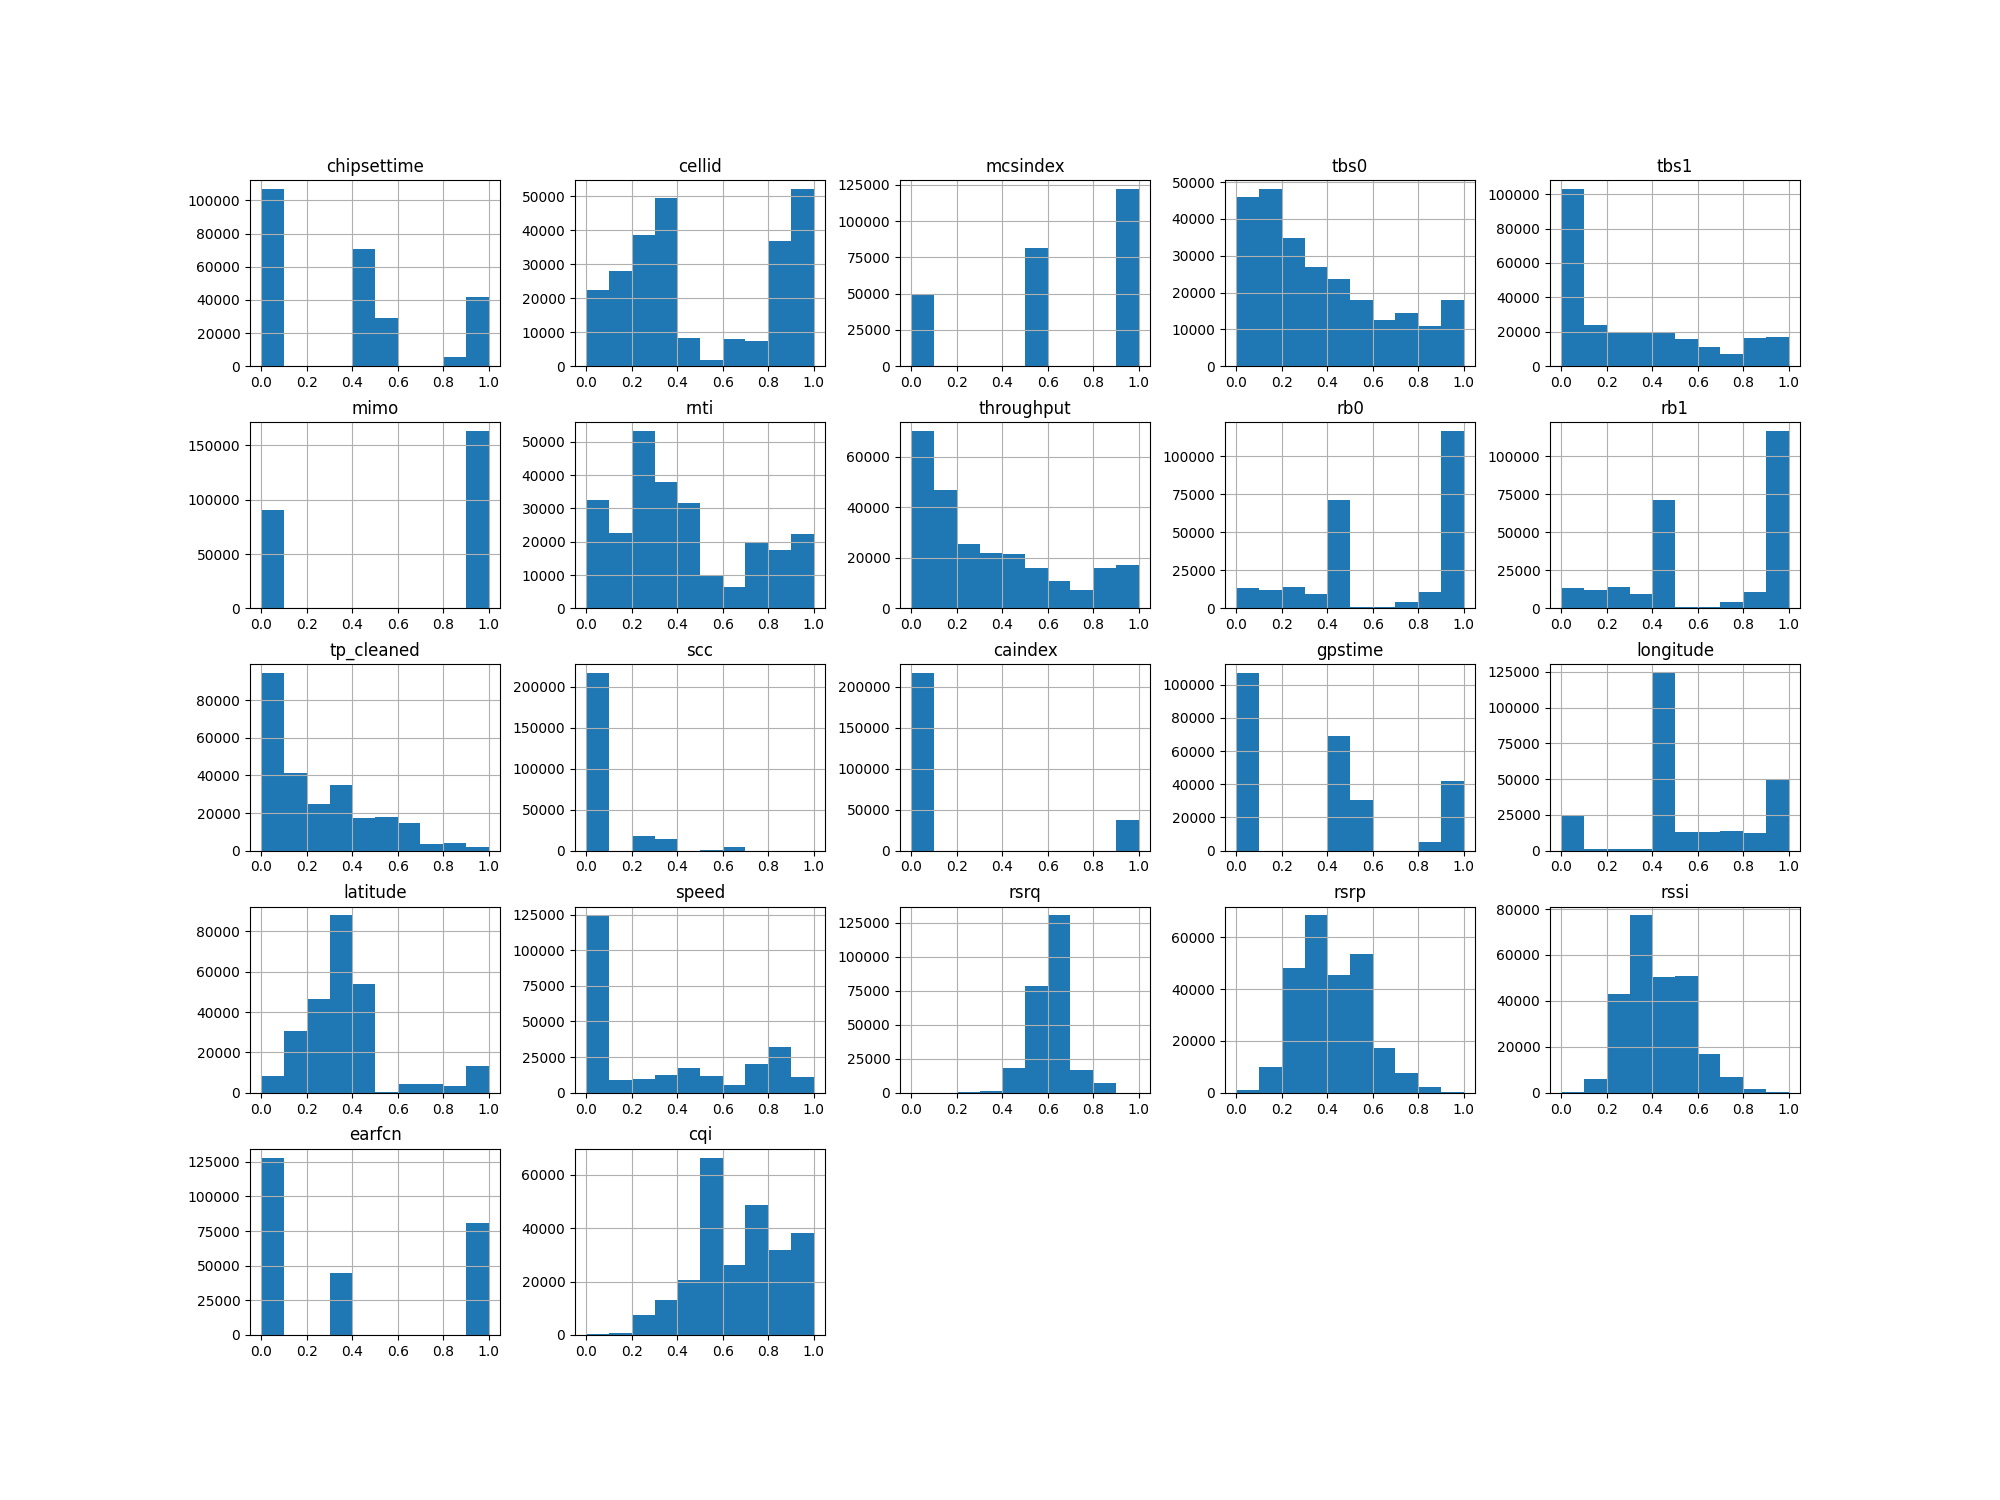 chipsettime cellid mcsindex tbs0 tbs1
100000 50000 125000 50000 100000
80000 40000 100000 40000 80000
60000 30000 75000 30000 60000
40000 20000 50000 20000 40000
20000 10000 25000 10000 20000
0 0 0 0 0
0.0 0.2 0.4 0.6 0.8 1.0 0.0 0.2 0.4 0.6 0.8 1.0 0.0 0.2 0.4 0.6 0.8 1.0 0.0 0.2 0.4 0.6 0.8 1.0 0.0 0.2 0.4 0.6 0.8 1.0
mimo rnti throughput rb0 rb1
150000 50000 60000 100000 100000
100000 40000 40000 75000 75000
50000 30000 20000 50000 50000
0 20000 0 25000 25000
10000 0 0
0
0.0 0.2 0.4 0.6 0.8 1.0 0.0 0.2 0.4 0.6 0.8 1.0 0.0 0.2 0.4 0.6 0.8 1.0 0.0 0.2 0.4 0.6 0.8 1.0 0.0 0.2 0.4 0.6 0.8 1.0
tp_cleaned scc caindex gpstime longitude
80000 200000 200000 100000 125000
60000 150000 150000 80000 100000
40000 100000 100000 60000 75000
20000 50000 50000 40000 50000
0 0 0 20000 25000
0 0
0.0 0.2 0.4 0.6 0.8 1.0 0.0 0.2 0.4 0.6 0.8 1.0 0.0 0.2 0.4 0.6 0.8 1.0 0.0 0.2 0.4 0.6 0.8 1.0 0.0 0.2 0.4 0.6 0.8 1.0
latitude speed rsrq rsrp rssi
80000 125000 125000 60000 80000
60000 100000 100000 40000 60000
40000 75000 75000 20000 40000
20000 50000 50000 0 20000
0 25000 25000 0
0 0
0.0 0.2 0.4 0.6 0.8 1.0 0.0 0.2 0.4 0.6 0.8 1.0 0.0 0.2 0.4 0.6 0.8 1.0 0.0 0.2 0.4 0.6 0.8 1.0 0.0 0.2 0.4 0.6 0.8 1.0
earfcn cqi
125000 60000
100000 40000
75000 20000
50000 0
25000
0
0.0 0.2 0.4 0.6 0.8 1.0 0.0 0.2 0.4 0.6 0.8 1.0